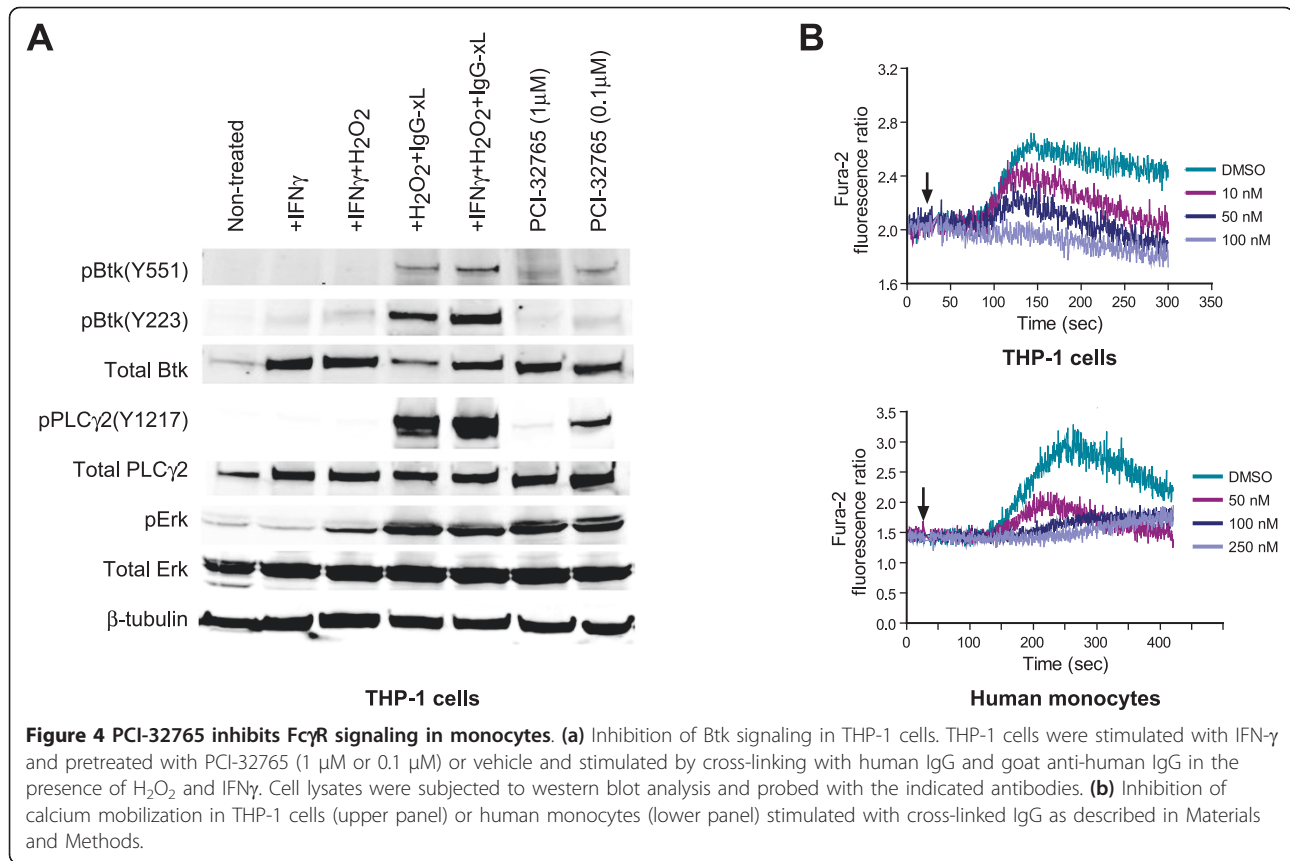 A
Non-treated
+IFNγ
+IFNγ+H2O2
+H2O2+IgG-xL
+IFNγ+H2O2+IgG-xL
PCI-32765 (1μM)
PCI-32765 (0.1μM)
pBtk(Y551)
pBtk(Y223)
Total Btk
pPLCγ2(Y1217)
Total PLCγ2
pErk
Total Erk
β-tubulin
THP-1 cells
B
Fura-2
fluorescence ratio
3.2
2.8
2.4
2.0
1.6
0 50 100 150 200 250 300 350
Time (sec)
DMSO
10 nM
50 nM
100 nM
THP-1 cells
Fura-2
fluorescence ratio
3.5
3.0
2.5
2.0
1.5
1.0
0.0
0 100 200 300 400
Time (sec)
DMSO
50 nM
100 nM
250 nM
Human monocytes
Figure 4 PCI-32765 inhibits FcγR signaling in monocytes. (a) Inhibition of Btk signaling in THP-1 cells. THP-1 cells were stimulated with IFN-γ
and pretreated with PCI-32765 (1 μM or 0.1 μM) or vehicle and stimulated by cross-linking with human IgG and goat anti-human IgG in the
presence of H2O2 and IFNγ. Cell lysates were subjected to western blot analysis and probed with the indicated antibodies. (b) Inhibition of
calcium mobilization in THP-1 cells (upper panel) or human monocytes (lower panel) stimulated with cross-linked IgG as described in Materials
and Methods.